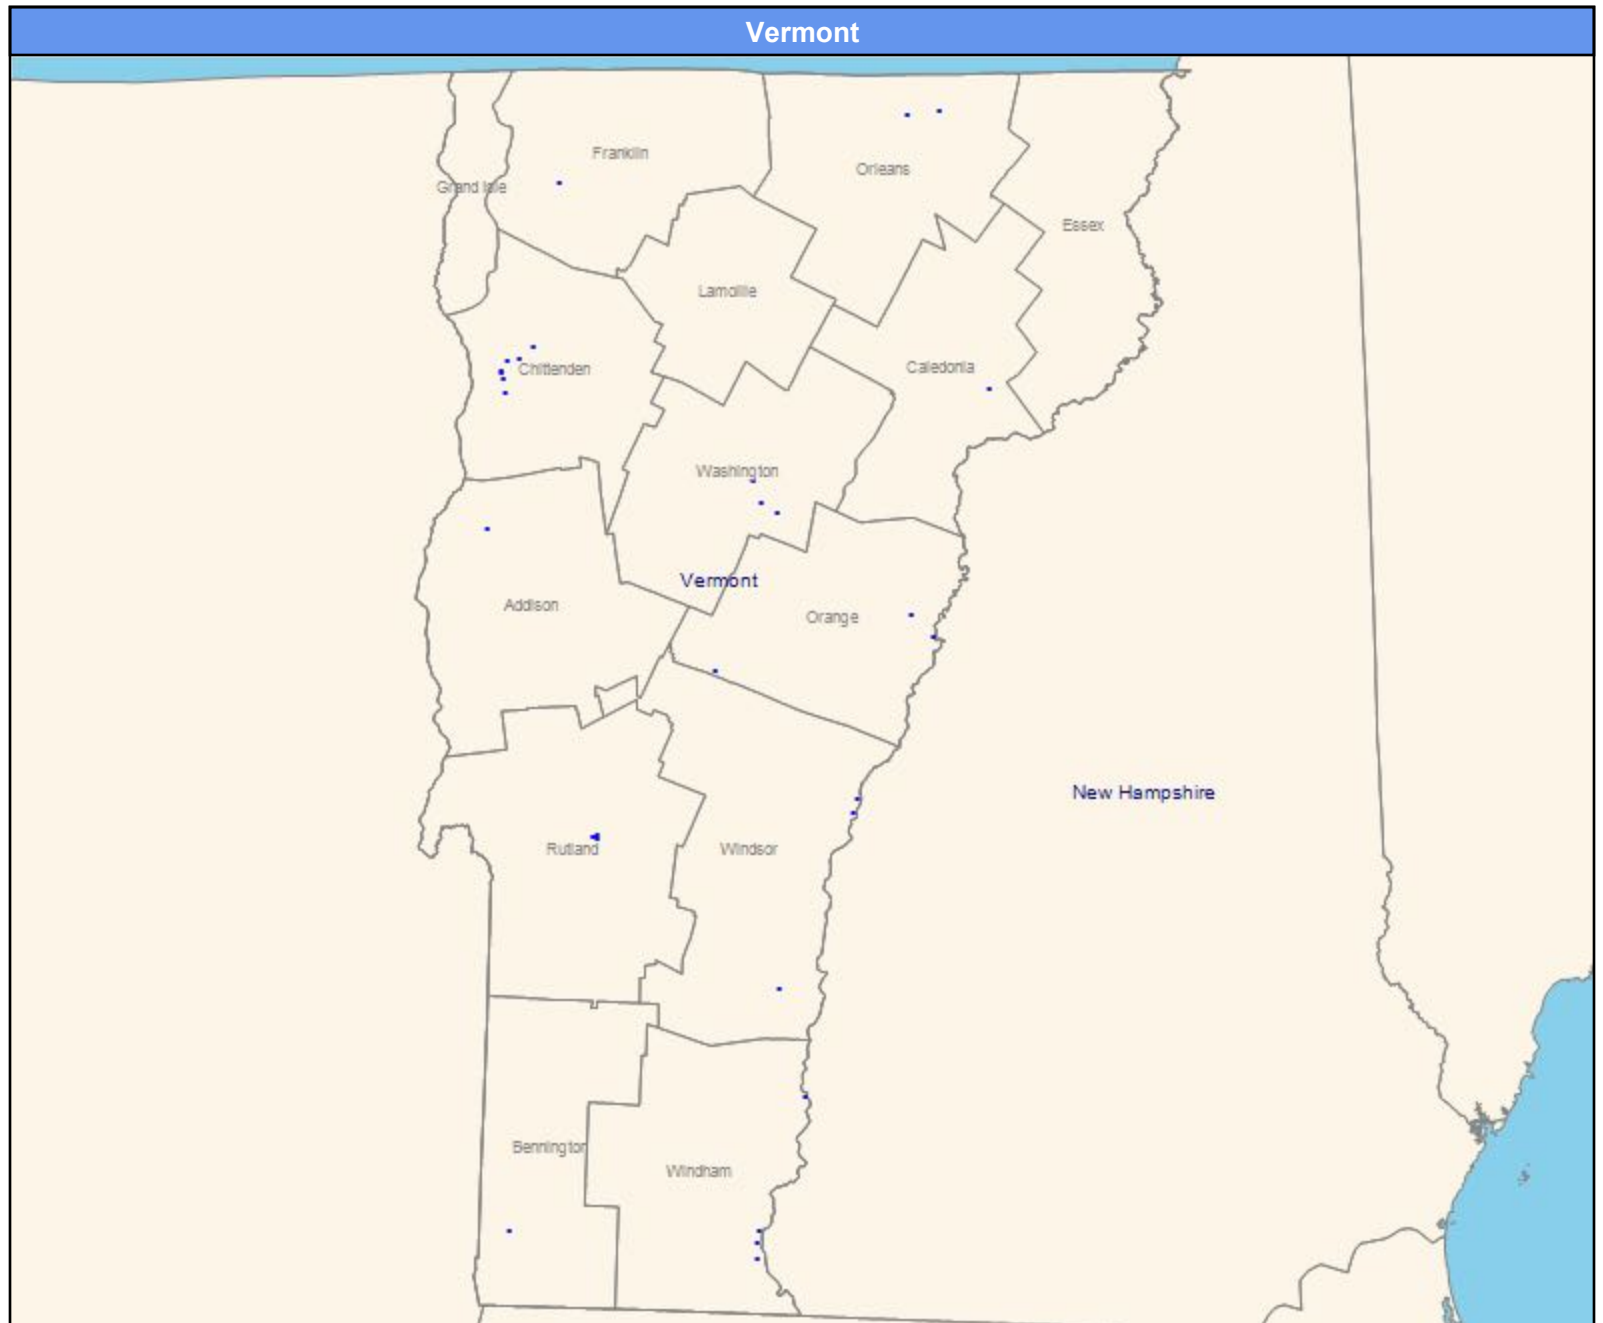 Vermont
Franklin
Orleans
Grand Isle
Essex
Lamoille
Chittenden
Caledonia
Washington
Vermont
Addison
Orange
New Hampshire
Rutland
Windsor
Bennington
Windham